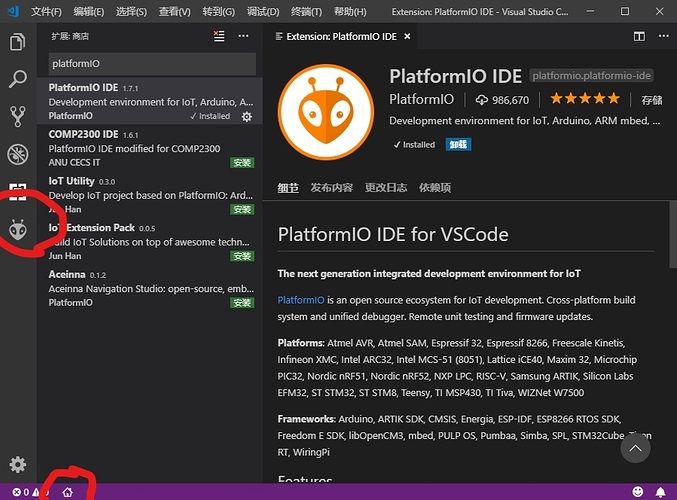 文件(F) 编辑(E) 选择(S) 查看(V) 转到(G) 调试(D) 终端(T) 帮助(H) Extension: PlatformIO IDE - Visual Studio C...
扩展: 商店
platformIO
PlatformIO IDE 1.7.1
Development environment for IoT, Arduino, A...
PlatformIO ✓ Installed
COMP2300 IDE 1.6.1
PlatformIO IDE modified for COMP2300
ANU CECS IT 安装
IoT Utility 0.3.0
Develop IoT project based on PlatformIO: Ard...
Jun Han 安装
IoT Extension Pack 0.0.5
Build IoT Solutions on top of awesome techn...
Jun Han 安装
Aceinna 0.1.2
Aceinna Navigation Studio: open-source, emb...
PlatformIO 安装
Extension: PlatformIO IDE ×
PlatformIO IDE platformio.platformio-ide
PlatformIO 986,670 ★★★★★ 存储
Development environment for IoT, Arduino, ARM mbed, ...
✓ Installed 卸载
细节 发布内容 更改日志 依赖项
PlatformIO IDE for VSCode
The next generation integrated development environment for IoT
PlatformIO is an open source ecosystem for IoT development. Cross-platform build
system and unified debugger. Remote unit testing and firmware updates.
Platforms: Atmel AVR, Atmel SAM, Espressif 32, Espressif 8266, Freescale Kinetis,
Infineon XMC, Intel ARC32, Intel MCS-51 (8051), Lattice iCE40, Maxim 32, Microchip
PIC32, Nordic nRF51, Nordic nRF52, NXP LPC, RISC-V, Samsung ARTIK, Silicon Labs
EFM32, ST STM32, ST STM8, Teensy, TI MSP430, TI Tiva, WIZNet W7500
Frameworks: Arduino, ARTIK SDK, CMSIS, Energia, ESP-IDF, ESP8266 RTOS SDK,
Freedom E SDK, libOpenCM3, mbed, PULP OS, Pumbaa, Simba, SPL, STM32Cube,
RT, WiringPi
Features
0